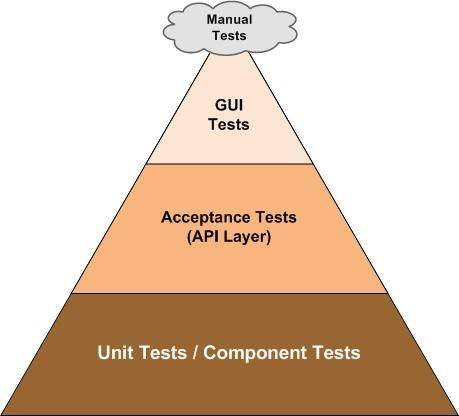 Manual
Tests
GUI
Tests
Acceptance Tests
(API Layer)
Unit Tests / Component Tests